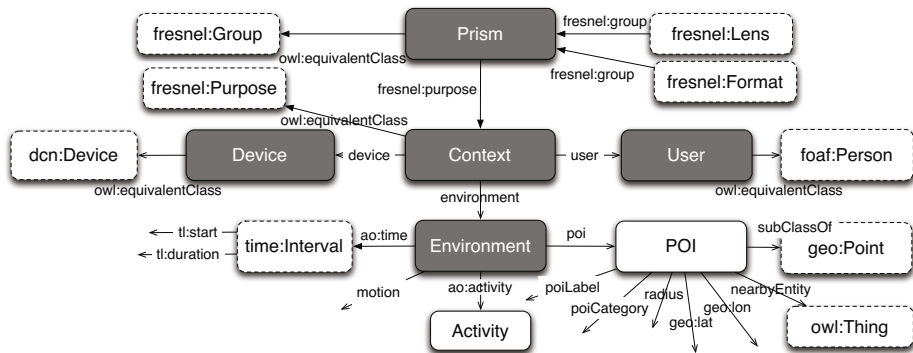 fresnel:Group
Prism
fresnel:group
fresnel:Lens
owl:equivalentClass
fresnel:group
fresnel:Format
fresnel:Purpose
fresnel:purpose
owl:equivalentClass
dcn:Device
Device
device
Context
user
User
foaf:Person
owl:equivalentClass
owl:equivalentClass
environment
tl:start
tl:duration
time:Interval
ao:time
Environment
poi
POI
subClassOf
geo:Point
motion
ao:activity
poiLabel
poiCategory
radius
geo:lat
geo:lon
nearbyEntity
Activity
owl:Thing